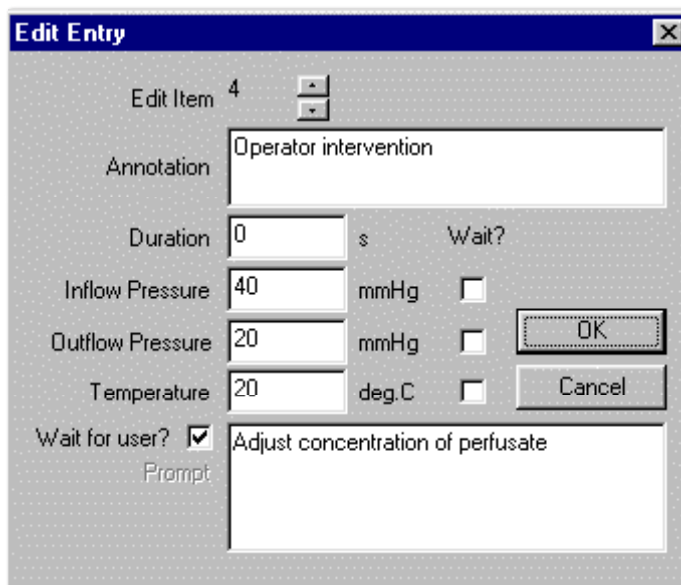 Edit Entry
Edit Item 4
Annotation Operator intervention
Duration 0 s Wait?
Inflow Pressure 40 mmHg
Outflow Pressure 20 mmHg
OK
Temperature 20 deg.C
Cancel
Wait for user? Adjust concentration of perfusate
Prompt